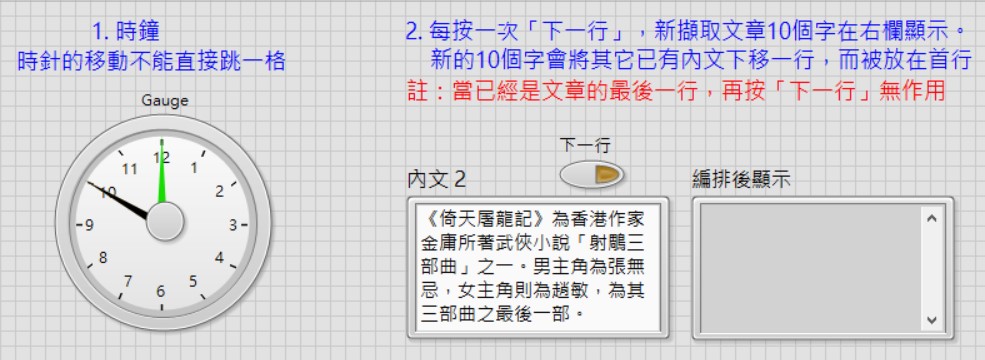 1. 時鐘
時針的移動不能直接跳一格
Gauge
12
1
2
3
4
5
6
7
8
9
10
11
2. 每按一次「下一行」，新擷取文章10個字在右欄顯示。
新的10個字會將其它已有內文下移一行，而被放在首行
註：當已經是文章的最後一行，再按「下一行」無作用
下一行
內文 2
《倚天屠龍記》為香港作家
金庸所著武俠小說「射鵰三
部曲」之一。男主角為張無
忌，女主角則為趙敏，為其
三部曲之最後一部。
編排後顯示